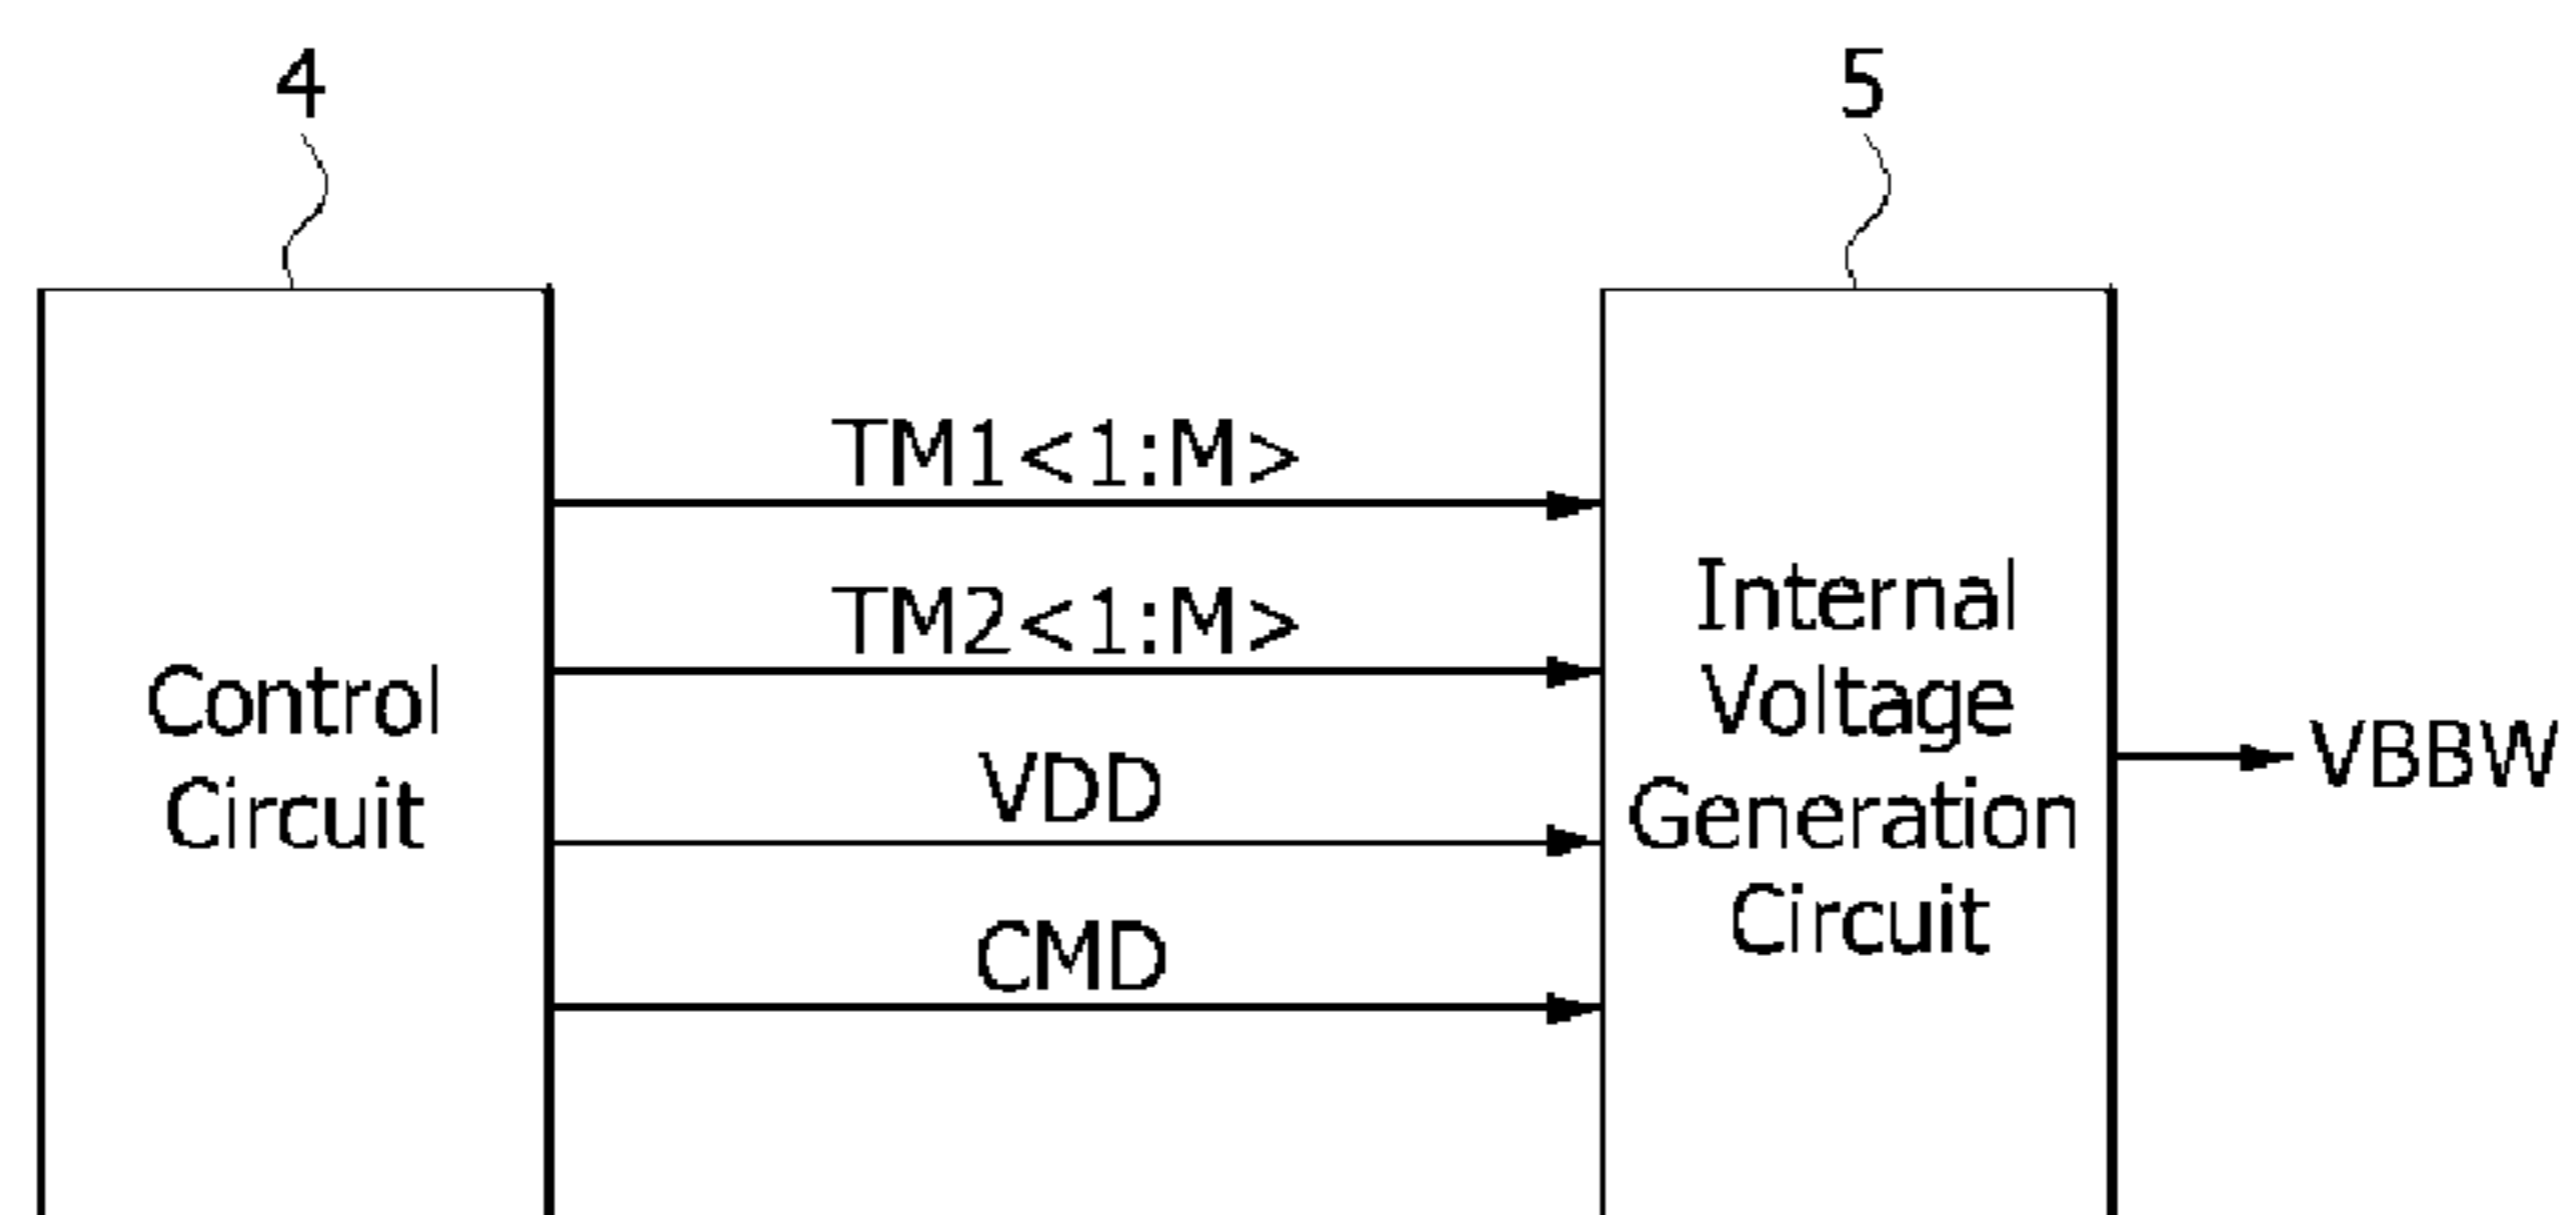 4
5
TM1<1:M>
TM2<1:M>
VDD
CMD
Control
Circuit
Internal
Voltage
Generation
Circuit
VBBW